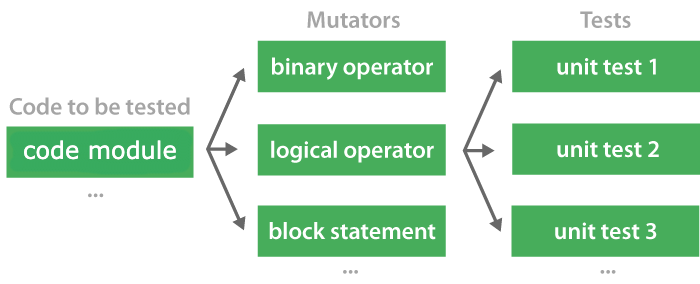 Mutators
Tests
binary operator
unit test 1
Code to be tested
code module
logical operator
unit test 2
...
block statement
unit test 3
...
...